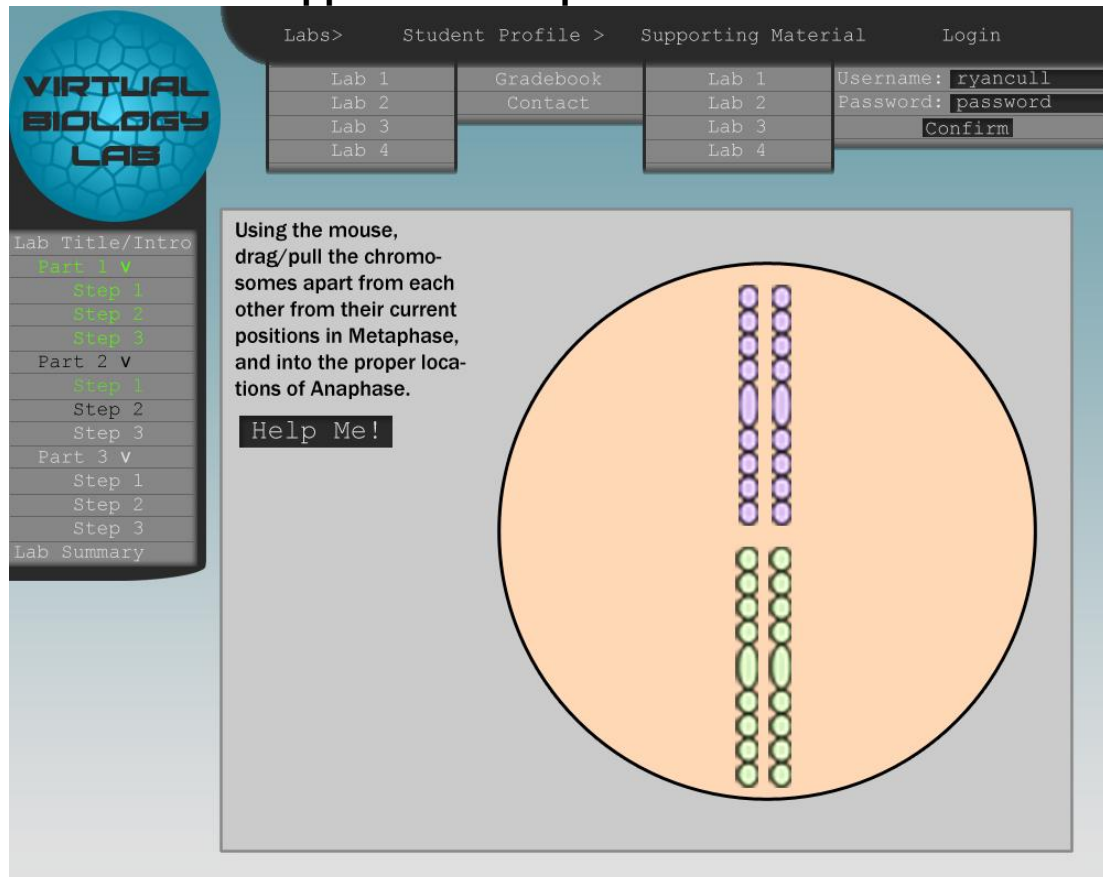 Labs> Student Profile > Supporting Material Login
VIRTUAL
BIOLOGY
LAB
Lab 1
Lab 2
Lab 3
Lab 4
Gradebook
Contact
Lab 1
Lab 2
Lab 3
Lab 4
Username: ryancull
Password: password
Confirm
Lab Title/Intro
Part 1 v
Step 1
Step 2
Step 3
Part 2 v
Step 1
Step 2
Step 3
Part 3 v
Step 1
Step 2
Step 3
Lab Summary
Using the mouse,
drag/pull the chromo-
somes apart from each
other from their current
positions in Metaphase,
and into the proper loca-
tions of Anaphase.
Help Me!